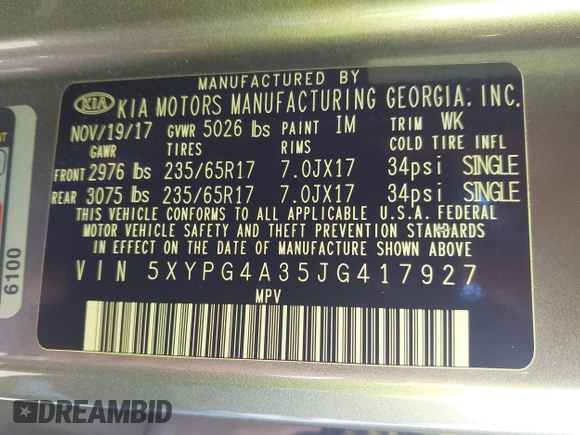 MANUFACTURED BY
KIA KIA MOTORS MANUFACTURING GEORGIA, INC.
NOV/19/17 GVWR 5026 lbs PAINT IM TRIM WK
GAWR TIRES RIMS COLD TIRE INFL
FRONT 2976 lbs 235/65R17 7.0JX17 34psi SINGLE
REAR 3075 lbs 235/65R17 7.0JX17 34psi SINGLE
THIS VEHICLE CONFORMS TO ALL APPLICABLE U.S.A. FEDERAL
MOTOR VEHICLE SAFETY AND THEFT PREVENTION STANDARDS
IN EFFECT ON THE DATE OF MANUFACTURE SHOWN ABOVE.
VIN 5XYPG4A35JG417927
MPV
6100
DREAMBID